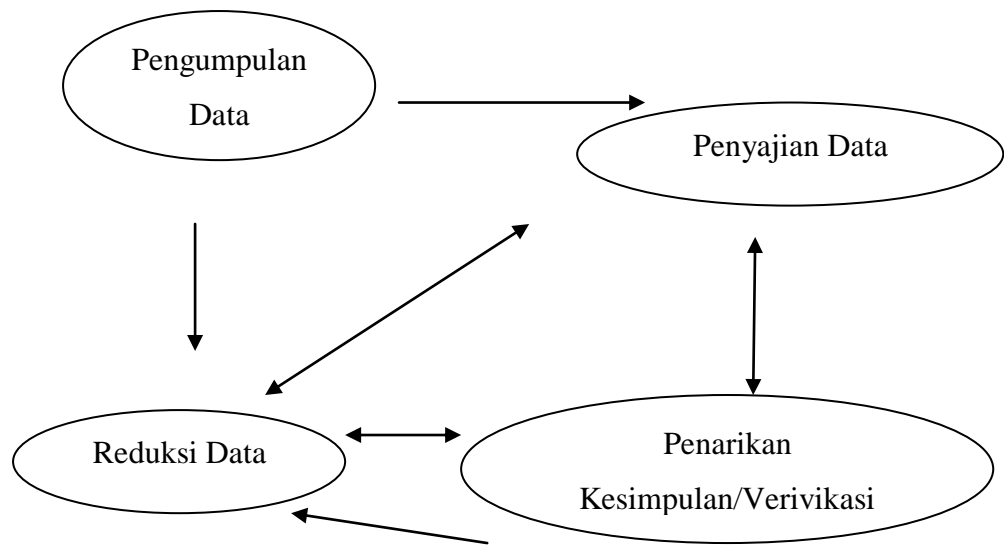 Pengumpulan
Data
Penyajian Data
Reduksi Data
Penarikan
Kesimpulan/Verivikasi